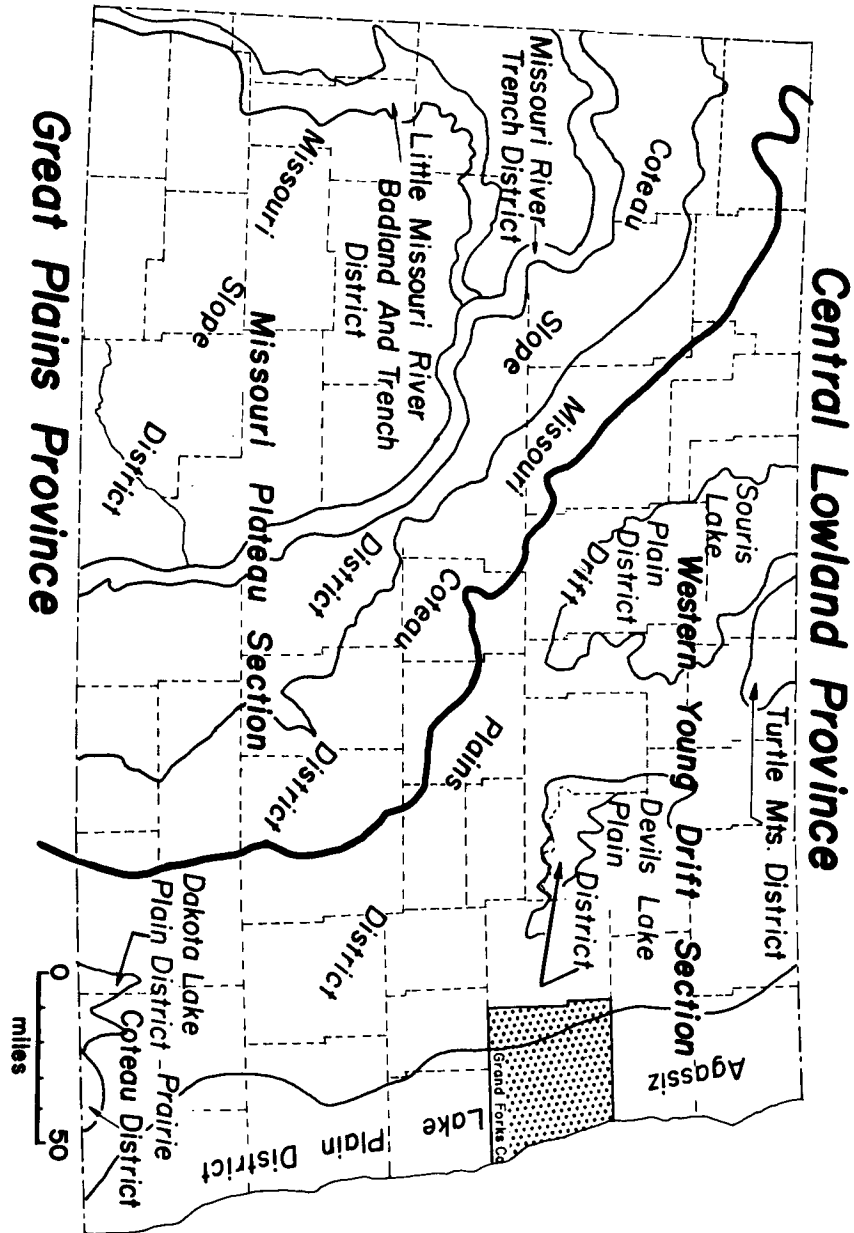 Central Lowland Province
Turtle Mts. District
Souris
Lake
Plain
District
Western Young Drift Section
Devils Lake
Plain
District
Agassiz
Lake
Plain District
Grand Forks Co
Drift
Plains
District
Missouri
Coteau
District
Coteau
Slope
District
Missouri River
Trench District
Little Missouri River
Badland And Trench
District
Missouri
Slope
District
Missouri Plateau Section
Dakota Lake
Plain District
Prairie
Coteau District
Great Plains Province
0
50
miles